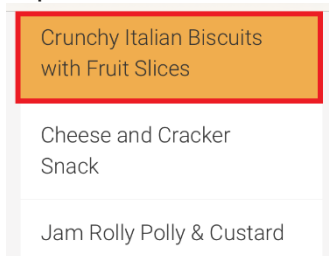 Crunchy Italian Biscuits
with Fruit Slices
Cheese and Cracker
Snack
Jam Rolly Polly & Custard